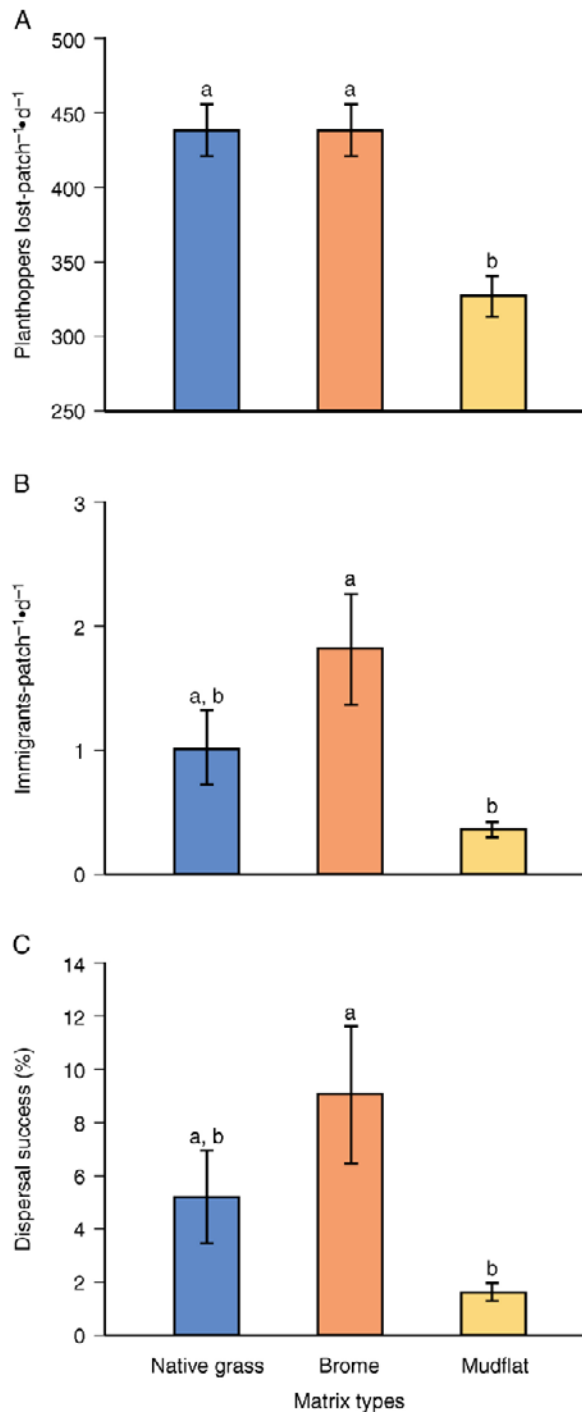 A
Planthoppers lost-patch⁻¹•d⁻¹
500
450
400
350
300
250
a
a
b
B
Immigrants-patch⁻¹•d⁻¹
3
2
1
0
a, b
a
b
C
Dispersal success (%)
14
12
10
8
6
4
2
0
a, b
a
b
Native grass
Brome
Mudflat
Matrix types